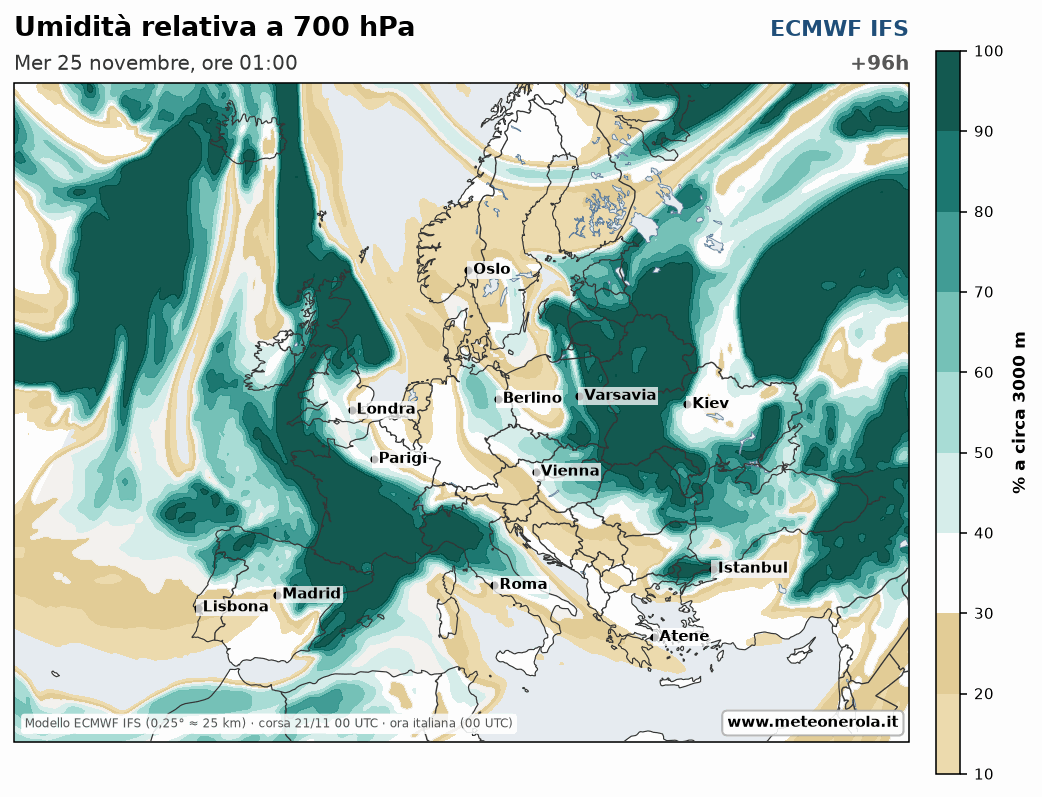 Umidità relativa a 700 hPa
ECMWF IFS
Mer 25 novembre, ore 01:00
+96h
100
90
80
70
60
50
40
30
20
10
% a circa 3000 m
Oslo
Berlino
Varsavia
Kiev
Londra
Parigi
Vienna
Istanbul
Roma
Madrid
Lisbona
Atene
Modello ECMWF IFS (0,25° ≈ 25 km) · corsa 21/11 00 UTC · ora italiana (00 UTC)
www.meteonerola.it